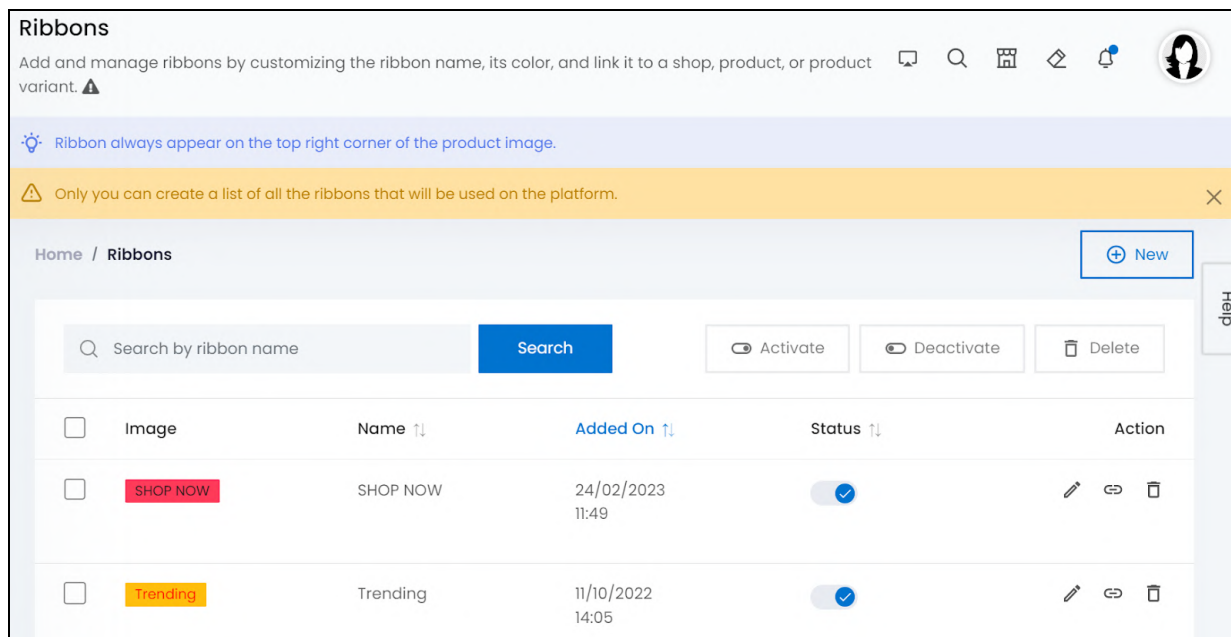 Ribbons
Add and manage ribbons by customizing the ribbon name, its color, and link it to a shop, product, or product
variant.
Ribbon always appear on the top right corner of the product image.
Only you can create a list of all the ribbons that will be used on the platform.
Home / Ribbons
New
Help
Search by ribbon name
Search
Activate
Deactivate
Delete
Image Name Added On Status Action
SHOP NOW SHOP NOW 24/02/2023
11:49
Trending Trending 11/10/2022
14:05